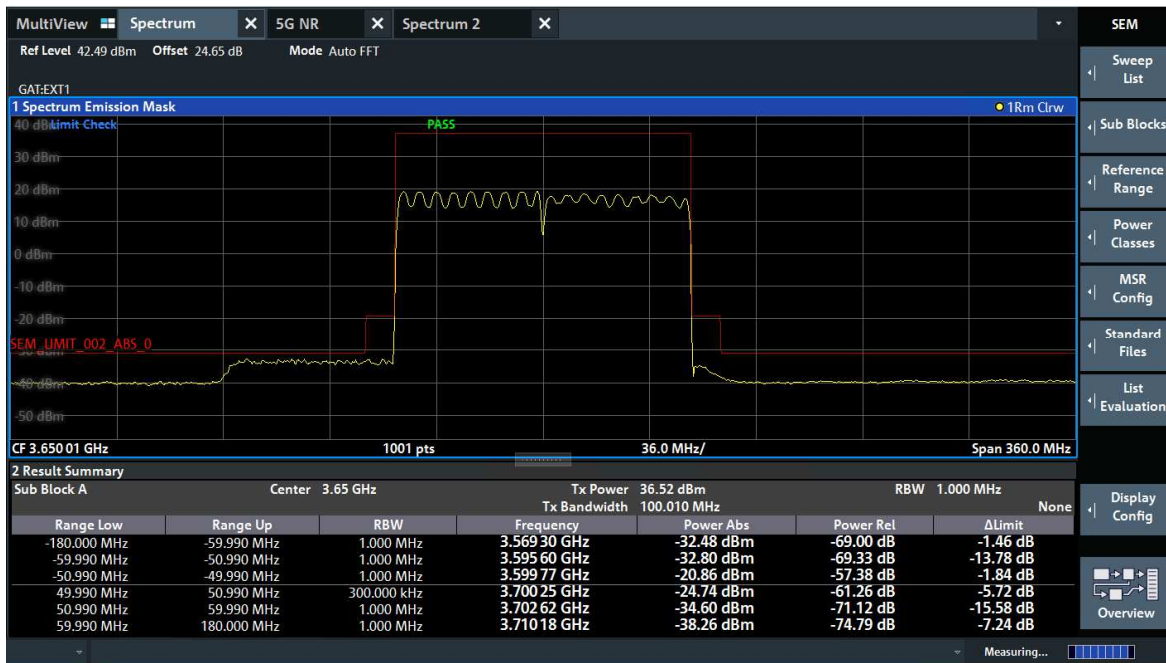 MultiView Spectrum X 5G NR X Spectrum 2 X SEM
Ref Level 42.49 dBm Offset 24.65 dB Mode Auto FFT
GAT:EXT1
1 Spectrum Emission Mask 1Rm Clrw
Limit Check PASS
40 dBm
30 dBm
20 dBm
10 dBm
0 dBm
-10 dBm
-20 dBm
SEM_LIMIT_002_ABS_0
-30 dBm
-40 dBm
-50 dBm
CF 3.650 01 GHz 1001 pts 36.0 MHz/ Span 360.0 MHz
2 Result Summary
Sub Block A Center 3.65 GHz Tx Power 36.52 dBm RBW 1.000 MHz
Tx Bandwidth 100.010 MHz None
Range Low Range Up RBW Frequency Power Abs Power Rel ΔLimit
-180.000 MHz -59.990 MHz 1.000 MHz 3.569 30 GHz -32.48 dBm -69.00 dB -1.46 dB
-59.990 MHz -50.990 MHz 1.000 MHz 3.595 60 GHz -32.80 dBm -69.33 dB -13.78 dB
-50.990 MHz -49.990 MHz 1.000 MHz 3.599 77 GHz -20.86 dBm -57.38 dB -1.84 dB
49.990 MHz 50.990 MHz 300.000 kHz 3.700 25 GHz -24.74 dBm -61.26 dB -5.72 dB
50.990 MHz 59.990 MHz 1.000 MHz 3.702 62 GHz -34.60 dBm -71.12 dB -15.58 dB
59.990 MHz 180.000 MHz 1.000 MHz 3.710 18 GHz -38.26 dBm -74.79 dB -7.24 dB
Measuring...
Sweep
List
Sub Blocks
Reference
Range
Power
Classes
MSR
Config
Standard
Files
List
Evaluation
Display
Config
Overview